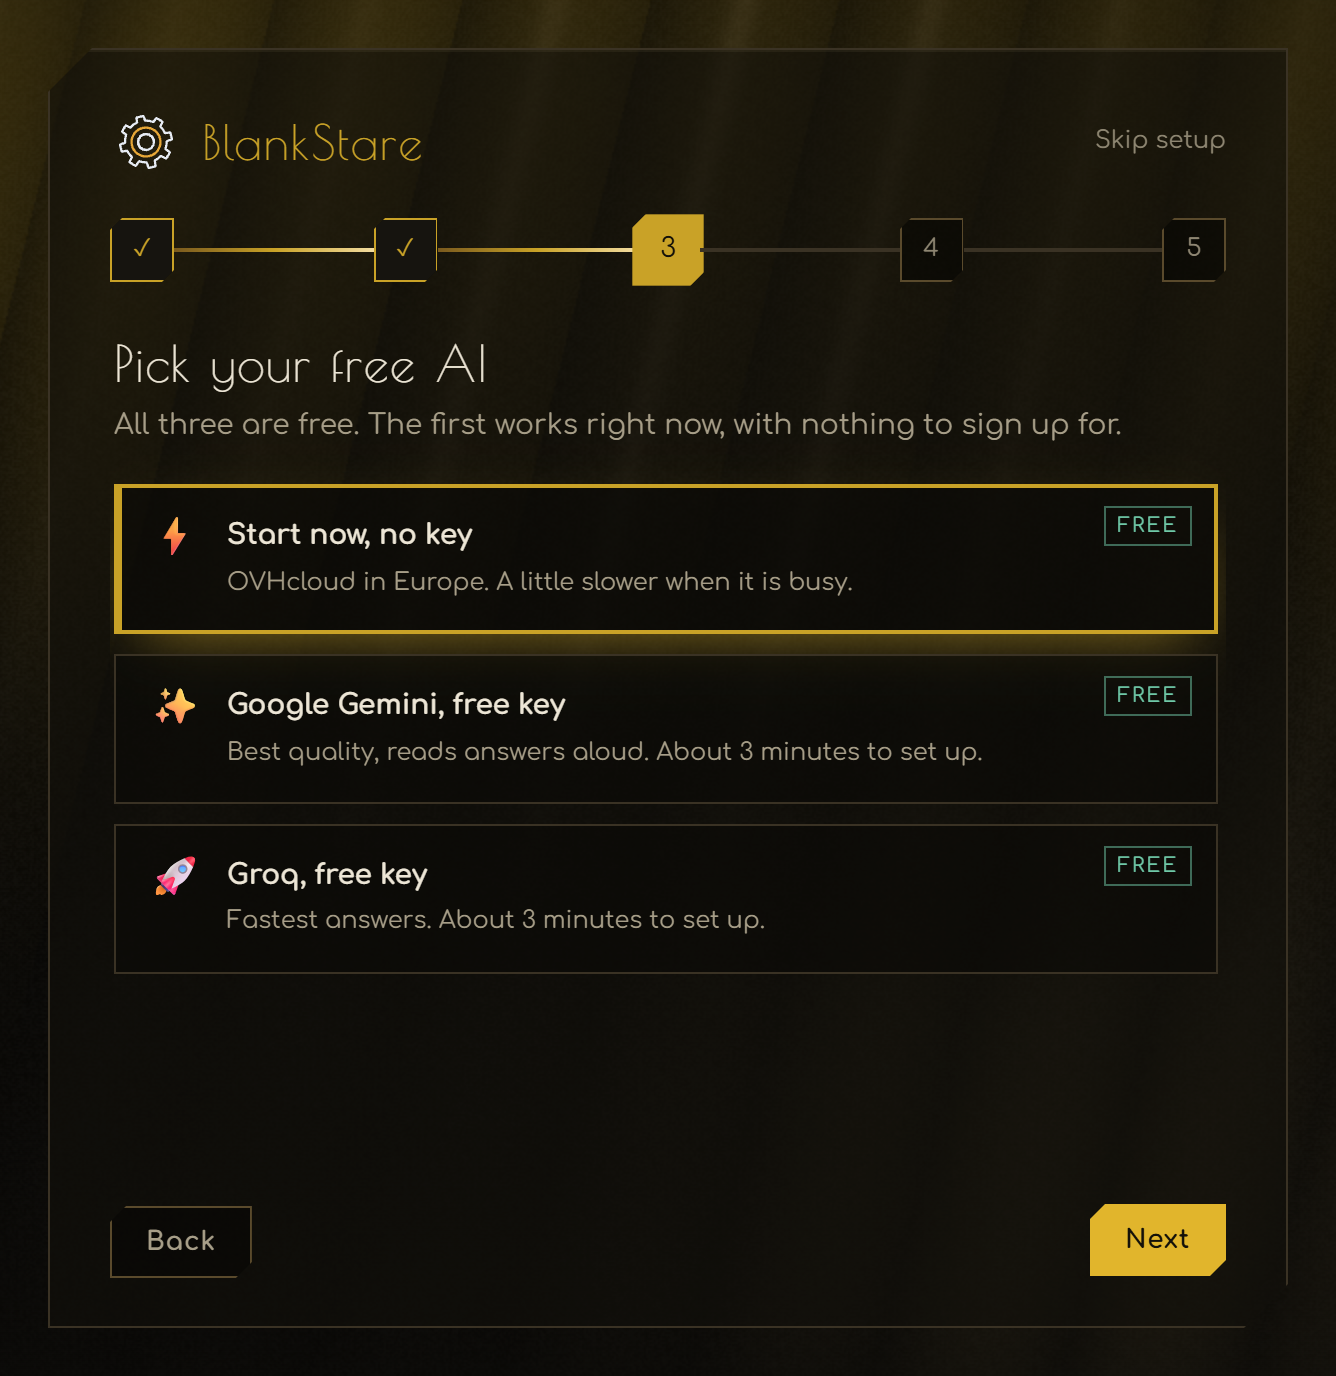 BlankStare
Skip setup
✓ ✓ 3 4 5
Pick your free AI
All three are free. The first works right now, with nothing to sign up for.
Start now, no key
FREE
OVHcloud in Europe. A little slower when it is busy.
Google Gemini, free key
FREE
Best quality, reads answers aloud. About 3 minutes to set up.
Groq, free key
FREE
Fastest answers. About 3 minutes to set up.
Back
Next